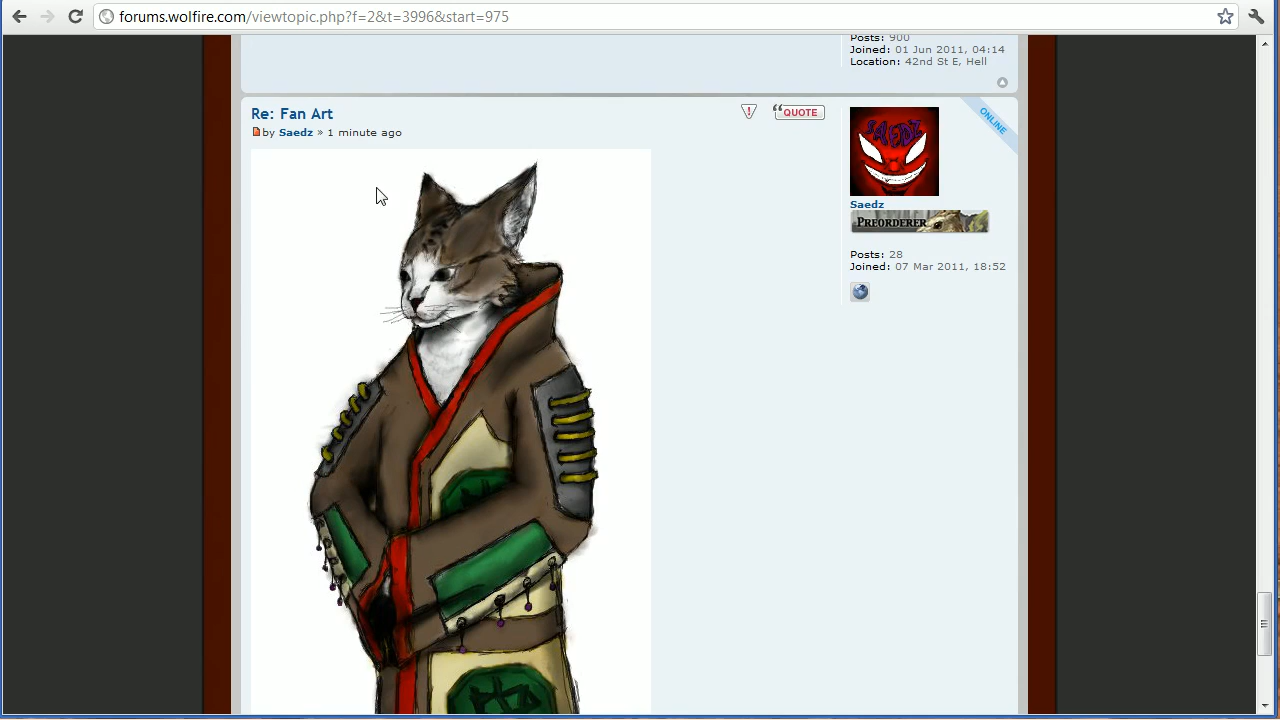 forums.wolfire.com/viewtopic.php?f=2&t=3996&start=975
Posts: 900
Joined: 01 Jun 2011, 04:14
Location: 42nd St E, Hell
Re: Fan Art
by Saedz » 1 minute ago
QUOTE
ONLINE
SAEDZ
Saedz
PREORDERER
Posts: 28
Joined: 07 Mar 2011, 18:52